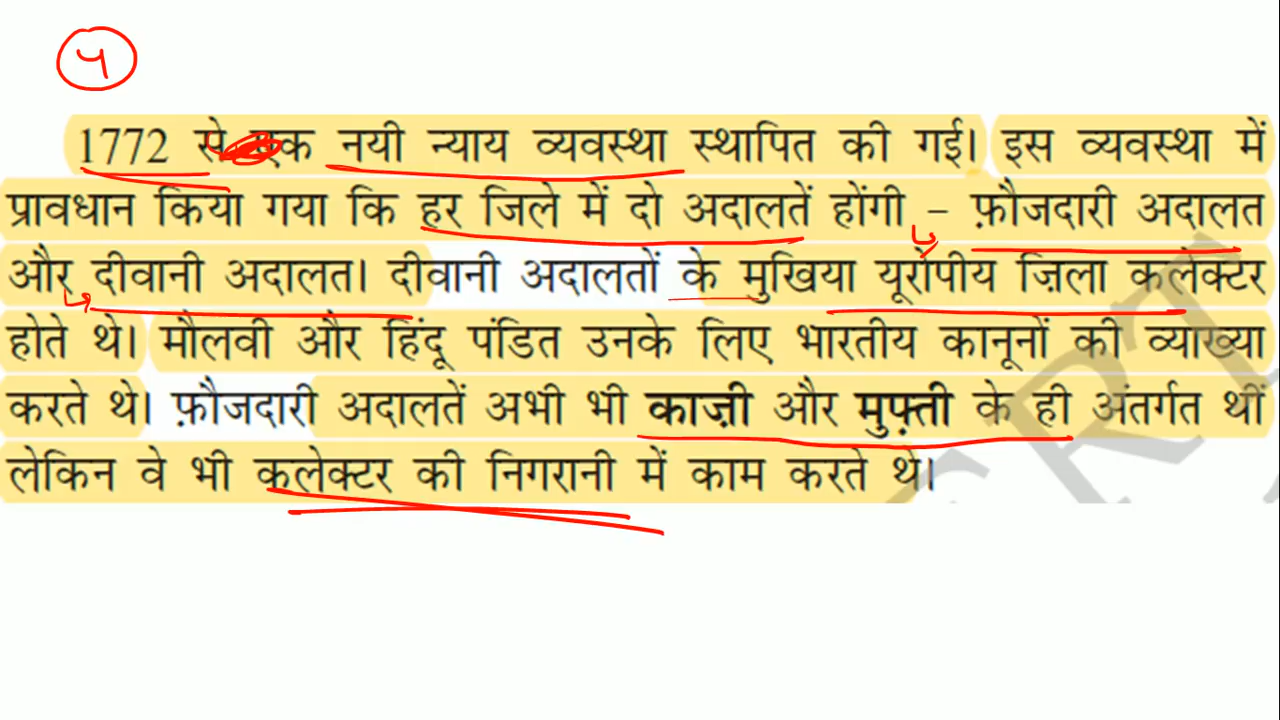 ५
1772 से एक नयी न्याय व्यवस्था स्थापित की गई। इस व्यवस्था में
प्रावधान किया गया कि हर जिले में दो अदालतें होंगी – फ़ौजदारी अदालत
और दीवानी अदालत। दीवानी अदालतों के मुखिया यूरोपीय ज़िला कलेक्टर
होते थे। मौलवी और हिंदू पंडित उनके लिए भारतीय कानूनों की व्याख्या
करते थे। फ़ौजदारी अदालतें अभी भी काज़ी और मुफ़्ती के ही अंतर्गत थीं
लेकिन वे भी कलेक्टर की निगरानी में काम करते थे।